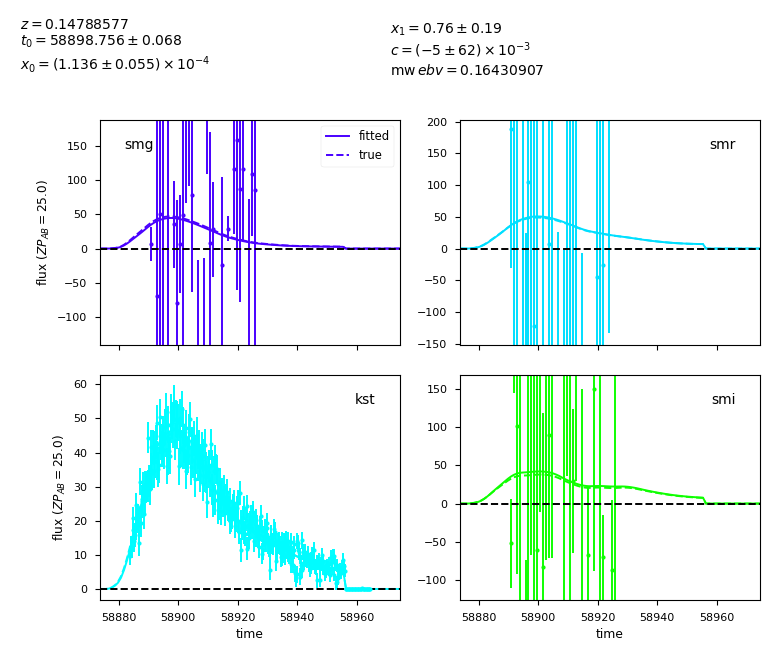 z = 0.14788577
t₀ = 58898.756 ± 0.068
x₀ = (1.136 ± 0.055) × 10⁻⁴
x₁ = 0.76 ± 0.19
c = (−5 ± 62) × 10⁻³
mw ebv = 0.16430907
smg
fitted
true
150
100
50
0
−50
−100
flux (ZP_AB = 25.0)
smr
200
150
100
50
0
−50
−100
−150
kst
60
50
40
30
20
10
0
flux (ZP_AB = 25.0)
58880 58900 58920 58940 58960
time
smi
150
100
50
0
−50
−100
58880 58900 58920 58940 58960
time